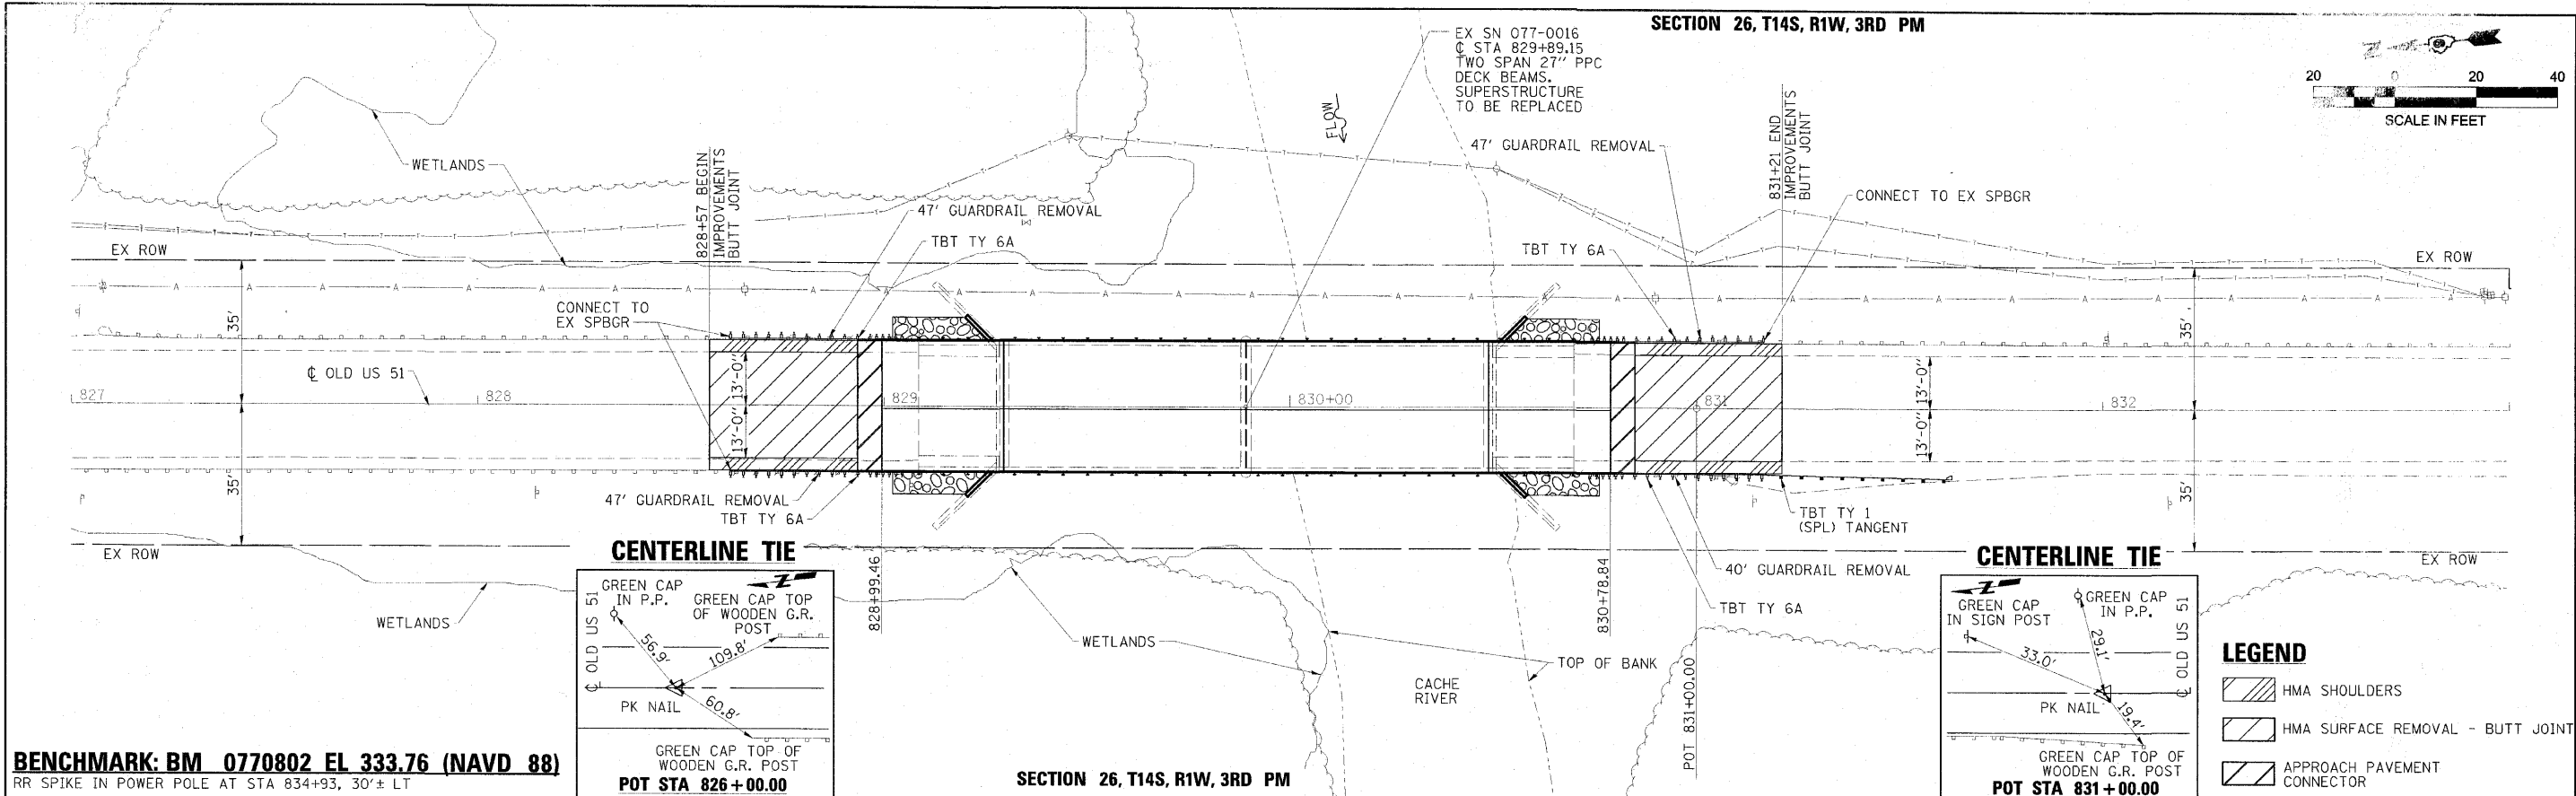 SECTION 26, T14S, R1W, 3RD PM
EX SN 077-0016
℄ STA 829+89.15
TWO SPAN 27" PPC
DECK BEAMS.
SUPERSTRUCTURE
TO BE REPLACED
20 0 20 40
SCALE IN FEET
FLOW
WETLANDS
828+57 BEGIN
IMPROVEMENTS
BUTT JOINT
47' GUARDRAIL REMOVAL
TBT TY 6A
47' GUARDRAIL REMOVAL
TBT TY 6A
831+21 END
IMPROVEMENTS
BUTT JOINT
CONNECT TO EX SPBGR
EX ROW
EX ROW
CONNECT TO
EX SPBGR
35'
35'
13'-0" 13'-0"
13'-0" 13'-0"
35'
35'
℄ OLD US 51
827
828
829
830+00
831
832
47' GUARDRAIL REMOVAL
TBT TY 6A
TBT TY 1
(SPL) TANGENT
40' GUARDRAIL REMOVAL
TBT TY 6A
EX ROW
EX ROW
WETLANDS
828+99.46
830+78.84
POT 831+00.00
WETLANDS
TOP OF BANK
CACHE
RIVER
CENTERLINE TIE
GREEN CAP
IN P.P.
Z
GREEN CAP TOP
OF WOODEN G.R.
POST
℄ OLD US 51
56.9'
109.8'
60.8'
PK NAIL
GREEN CAP TOP OF
WOODEN G.R. POST
POT STA 826+00.00
CENTERLINE TIE
Z
GREEN CAP
IN SIGN POST
GREEN CAP
IN P.P.
℄ OLD US 51
33.0'
29.1'
19.4'
PK NAIL
GREEN CAP TOP OF
WOODEN G.R. POST
POT STA 831+00.00
LEGEND
HMA SHOULDERS
HMA SURFACE REMOVAL - BUTT JOINT
APPROACH PAVEMENT
CONNECTOR
BENCHMARK: BM 0770802 EL 333.76 (NAVD 88)
RR SPIKE IN POWER POLE AT STA 834+93, 30'± LT
SECTION 26, T14S, R1W, 3RD PM